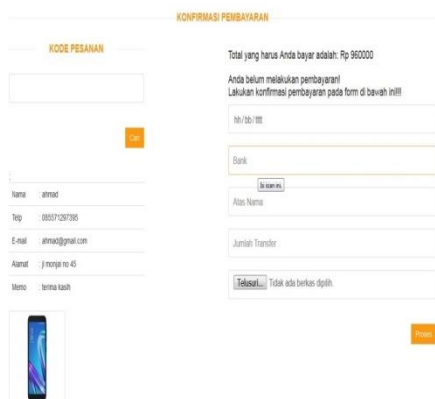 KONFIRMASI PEMBAYARAN
KODE PESANAN
Cari
:
Nama : ahmad
Telp : 085571297395
E-mail : ahmad@gmail.com
Alamat : jl monjai no 45
Memo : terima kasih
Total yang harus Anda bayar adalah: Rp 960000
Anda belum melakukan pembayaran!
Lakukan konfirmasi pembayaran pada form di bawah ini!!!
hh / bb / tttt
Bank
Isi isian ini.
Atas Nama
Jumlah Transfer
Telusuri... Tidak ada berkas dipilih.
Proses